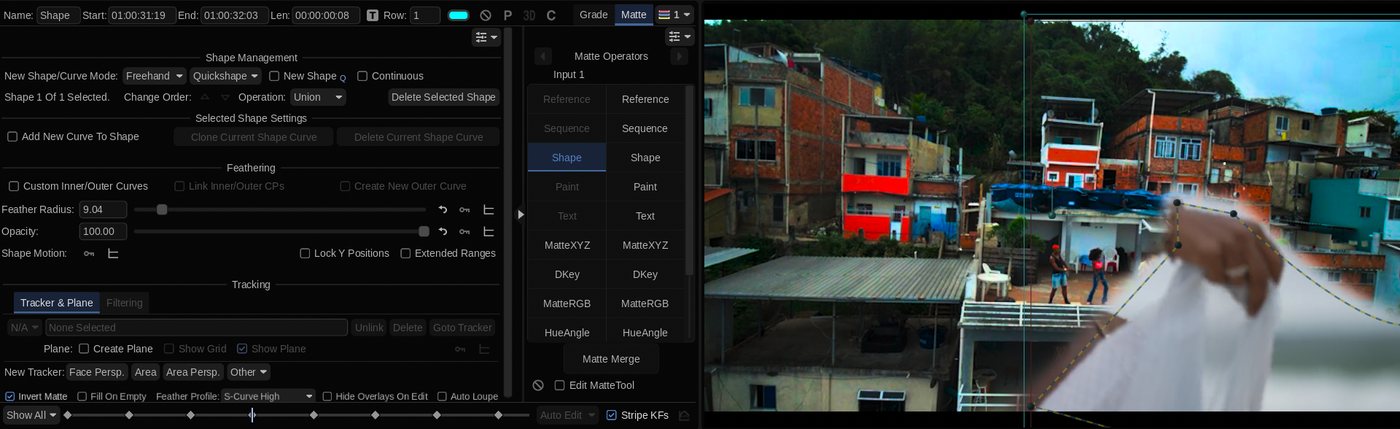 Name: Shape Start: 01:00:31:19 End: 01:00:32:03 Len: 00:00:00:08 T Row: 1 P 3D C Grade Matte 1
Shape Management
New Shape/Curve Mode: Freehand Quickshape New Shape Q Continuous
Shape 1 Of 1 Selected. Change Order: Operation: Union Delete Selected Shape
Selected Shape Settings
Add New Curve To Shape Clone Current Shape Curve Delete Current Shape Curve
Feathering
Custom Inner/Outer Curves Link Inner/Outer CPs Create New Outer Curve
Feather Radius: 9.04
Opacity: 100.00
Shape Motion: Lock Y Positions Extended Ranges
Tracking
Tracker & Plane Filtering
N/A None Selected Unlink Delete Goto Tracker
Plane: Create Plane Show Grid Show Plane
New Tracker: Face Persp. Area Area Persp. Other
Invert Matte Fill On Empty Feather Profile: S-Curve High Hide Overlays On Edit Auto Loupe
Show All Auto Edit Stripe KFs
Matte Operators
Input 1
Reference Reference
Sequence Sequence
Shape Shape
Paint Paint
Text Text
MatteXYZ MatteXYZ
DKey DKey
MatteRGB MatteRGB
HueAngle HueAngle
Matte Merge
Edit MatteTool